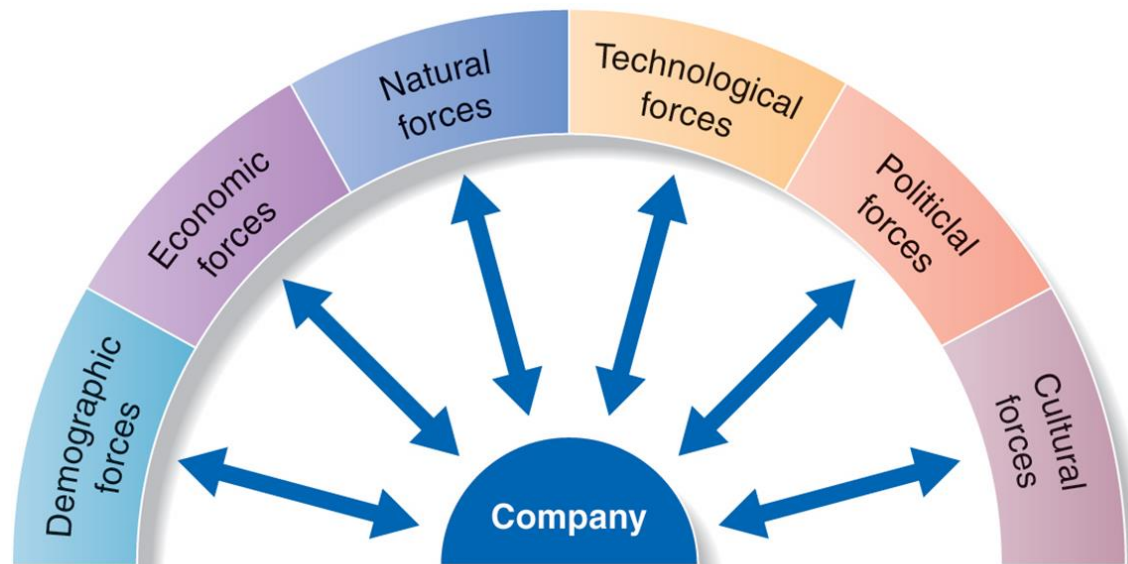 Demographic
forces
Economic
forces
Natural
forces
Technological
forces
Politiclal
forces
Cultural
forces
Company